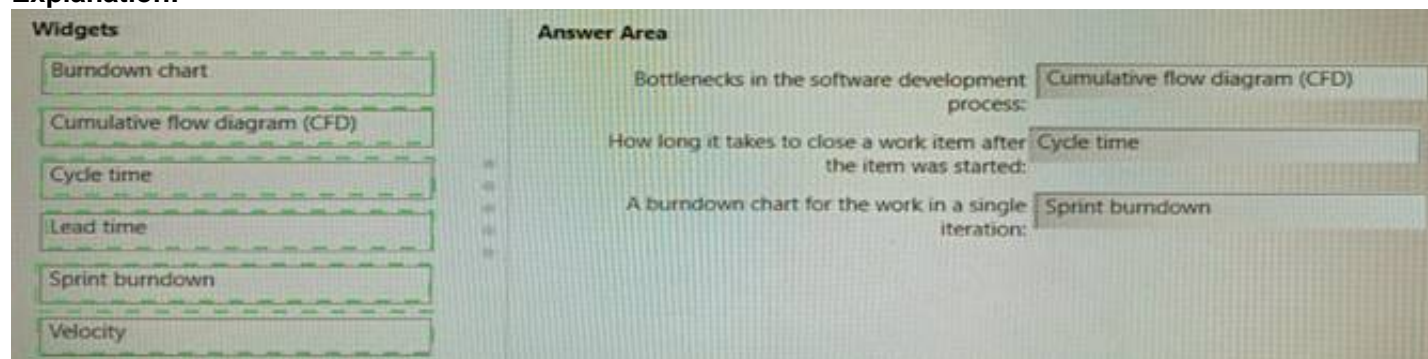 Explanation:
Widgets
Burndown chart
Cumulative flow diagram (CFD)
Cycle time
Lead time
Sprint burndown
Velocity
Answer Area
Bottlenecks in the software development
process:
Cumulative flow diagram (CFD)
How long it takes to close a work item after
the item was started:
Cycle time
A burndown chart for the work in a single
iteration:
Sprint burndown